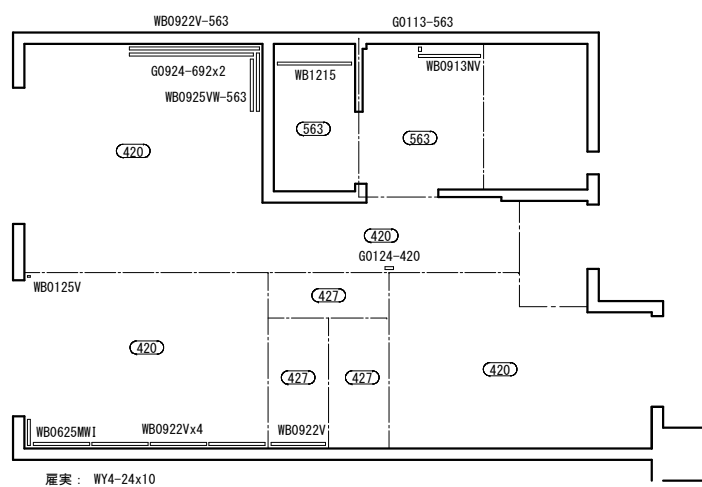 WB0922V-563
G0113-563
G0924-692x2
WB0925VW-563
WB1215
WB0913NV
563
563
420
420
G0124-420
WB0125V
427
420
427
427
420
WB0625MWI
WB0922Vx4
WB0922V
雇実： WY4-24x10